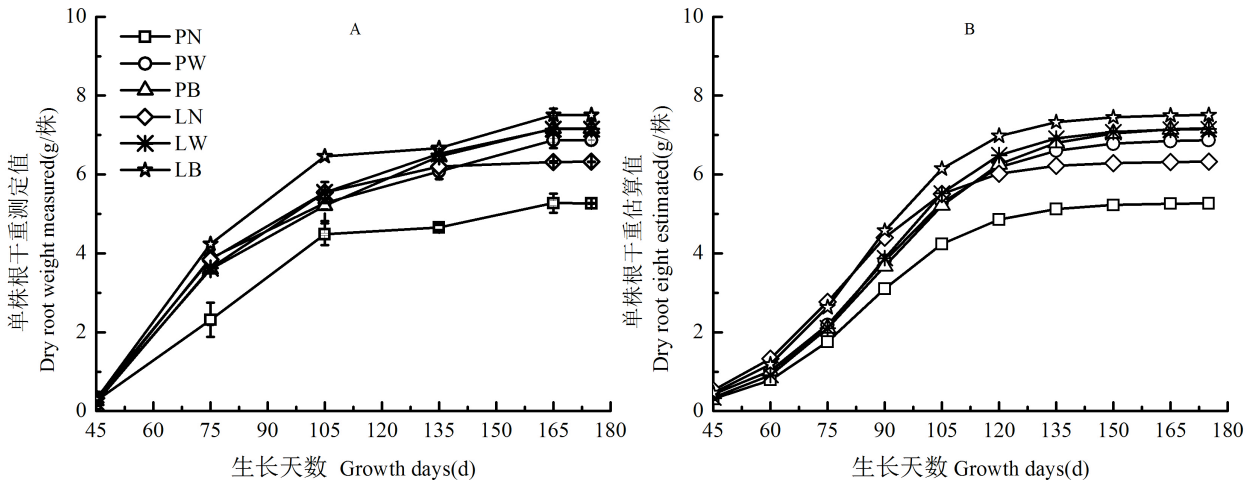 A
PN
PW
PB
LN
LW
LB
10
8
6
4
2
0
单株根干重测定值
Dry root weight measured(g/株)
45 60 75 90 105 120 135 150 165 180
生长天数 Growth days(d)
B
10
8
6
4
2
0
单株根干重估算值
Dry root eight estimated(g/株)
45 60 75 90 105 120 135 150 165 180
生长天数 Growth days(d)